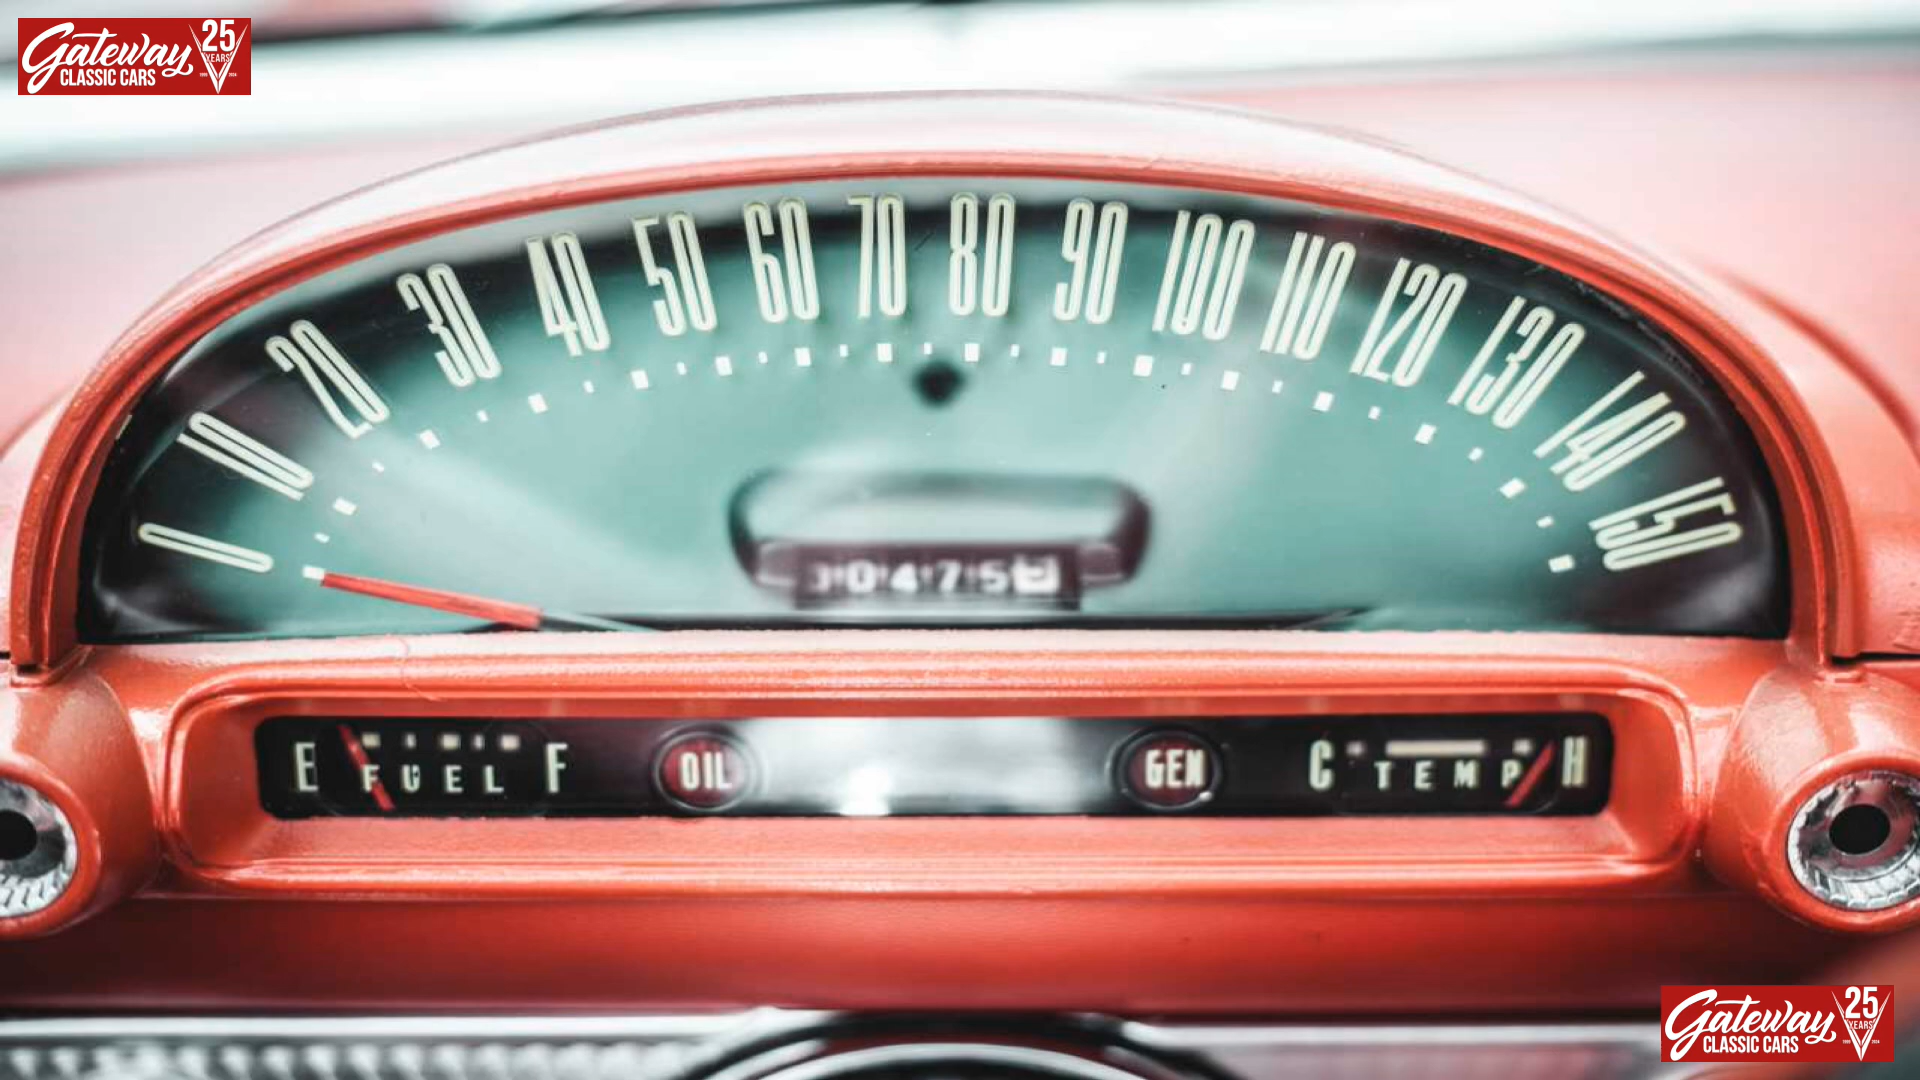 Gateway
CLASSIC CARS
25
YEARS
0 10 20 30 40 50 60 70 80 90 100 110 120 130 140 150
E FUEL F OIL GEN C TEMP H
Gateway
CLASSIC CARS
25
YEARS